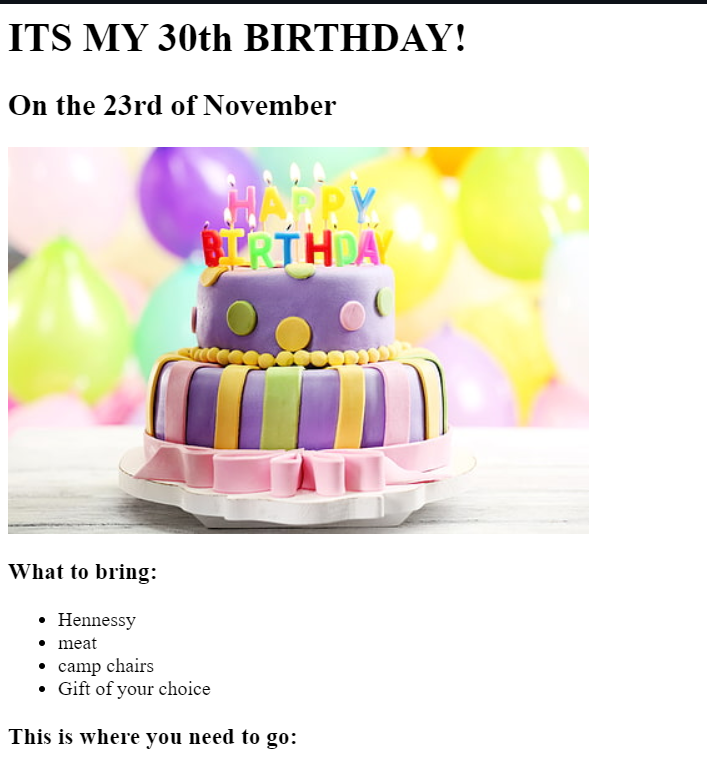 ITS MY 30th BIRTHDAY!
On the 23rd of November
HAPPY
BIRTHDAY
What to bring:
Hennessy
meat
camp chairs
Gift of your choice
This is where you need to go: